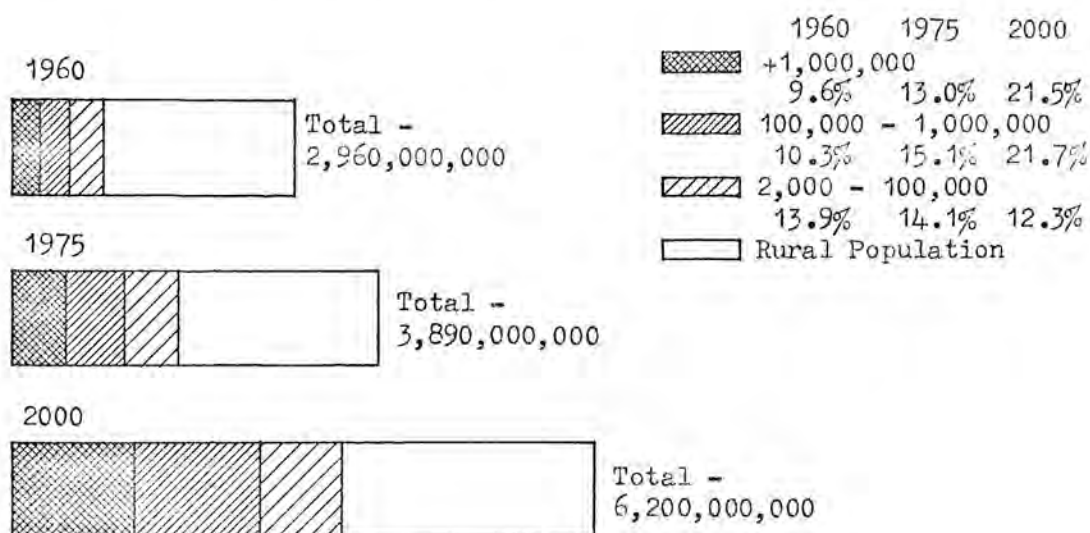 1960
Total -
2,960,000,000
1975
Total -
3,890,000,000
2000
Total -
6,200,000,000
1960 1975 2000
+1,000,000
9.6% 13.0% 21.5%
100,000 - 1,000,000
10.3% 15.1% 21.7%
2,000 - 100,000
13.9% 14.1% 12.3%
Rural Population